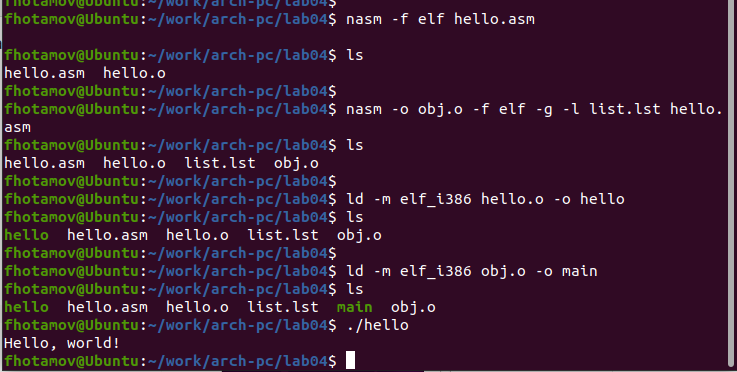 fhotamov@Ubuntu:~/work/arch-pc/lab04$
fhotamov@Ubuntu:~/work/arch-pc/lab04$ nasm -f elf hello.asm
fhotamov@Ubuntu:~/work/arch-pc/lab04$ ls
hello.asm  hello.o
fhotamov@Ubuntu:~/work/arch-pc/lab04$
fhotamov@Ubuntu:~/work/arch-pc/lab04$ nasm -o obj.o -f elf -g -l list.lst hello.
asm
fhotamov@Ubuntu:~/work/arch-pc/lab04$ ls
hello.asm  hello.o  list.lst  obj.o
fhotamov@Ubuntu:~/work/arch-pc/lab04$
fhotamov@Ubuntu:~/work/arch-pc/lab04$ ld -m elf_i386 hello.o -o hello
fhotamov@Ubuntu:~/work/arch-pc/lab04$ ls
hello  hello.asm  hello.o  list.lst  obj.o
fhotamov@Ubuntu:~/work/arch-pc/lab04$
fhotamov@Ubuntu:~/work/arch-pc/lab04$ ld -m elf_i386 obj.o -o main
fhotamov@Ubuntu:~/work/arch-pc/lab04$ ls
hello  hello.asm  hello.o  list.lst  main  obj.o
fhotamov@Ubuntu:~/work/arch-pc/lab04$ ./hello
Hello, world!
fhotamov@Ubuntu:~/work/arch-pc/lab04$